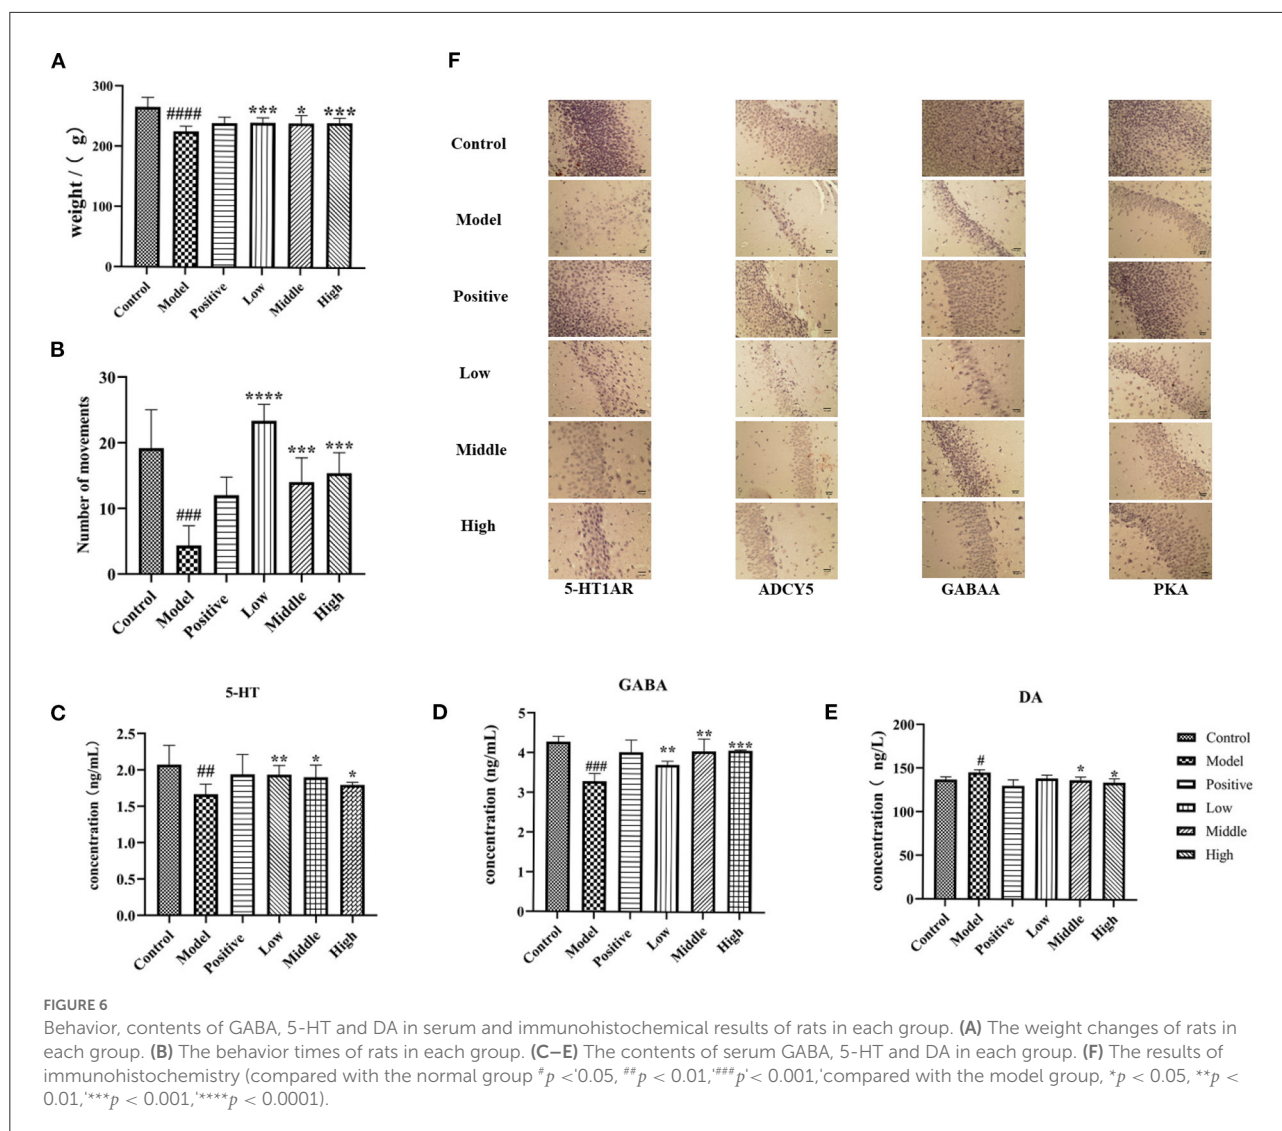 A
weight / ( g)
300
200
100
0
####
***
*
***
Control
Model
Positive
Low
Middle
High
B
Number of movements
30
20
10
0
###
****
***
***
Control
Model
Positive
Low
Middle
High
F
Control
Model
Positive
Low
Middle
High
5-HT1AR
ADCY5
GABAA
PKA
C
5-HT
concentration (ng/mL)
2.5
2.0
1.5
1.0
0.5
0.0
##
**
*
*
Control
Model
Positive
Low
Middle
High
D
GABA
concentration (ng/mL)
5
4
3
2
1
0
###
**
**
***
Control
Model
Positive
Low
Middle
High
E
DA
concentration ( ng/L)
200
150
100
50
0
#
*
*
Control
Model
Positive
Low
Middle
High
Control
Model
Positive
Low
Middle
High
FIGURE 6
Behavior, contents of GABA, 5-HT and DA in serum and immunohistochemical results of rats in each group. (A) The weight changes of rats in
each group. (B) The behavior times of rats in each group. (C–E) The contents of serum GABA, 5-HT and DA in each group. (F) The results of
immunohistochemistry (compared with the normal group #p <'0.05, ##p < 0.01,'###p'< 0.001,'compared with the model group, *p < 0.05, **p <
0.01,'***p < 0.001,'****p < 0.0001).